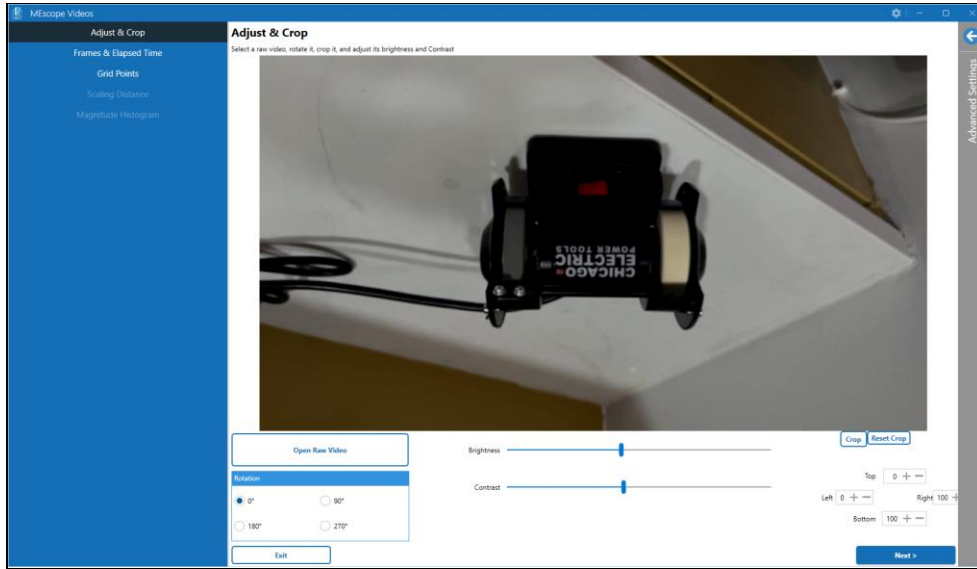 MEscope Videos
Adjust & Crop
Frames & Elapsed Time
Grid Points
Scaling Distance
Magnitude Histogram
Adjust & Crop
Select a raw video, rotate it, crop it, and adjust its brightness and Contrast
Advanced Settings
CHICAGO
ELECTRIC
POWER TOOLS
Open Raw Video
Rotation
0°
90°
180°
270°
Exit
Brightness
Contrast
Crop
Reset Crop
Top 0 + −
Left 0 + −
Right 100 +
Bottom 100 + −
Next >